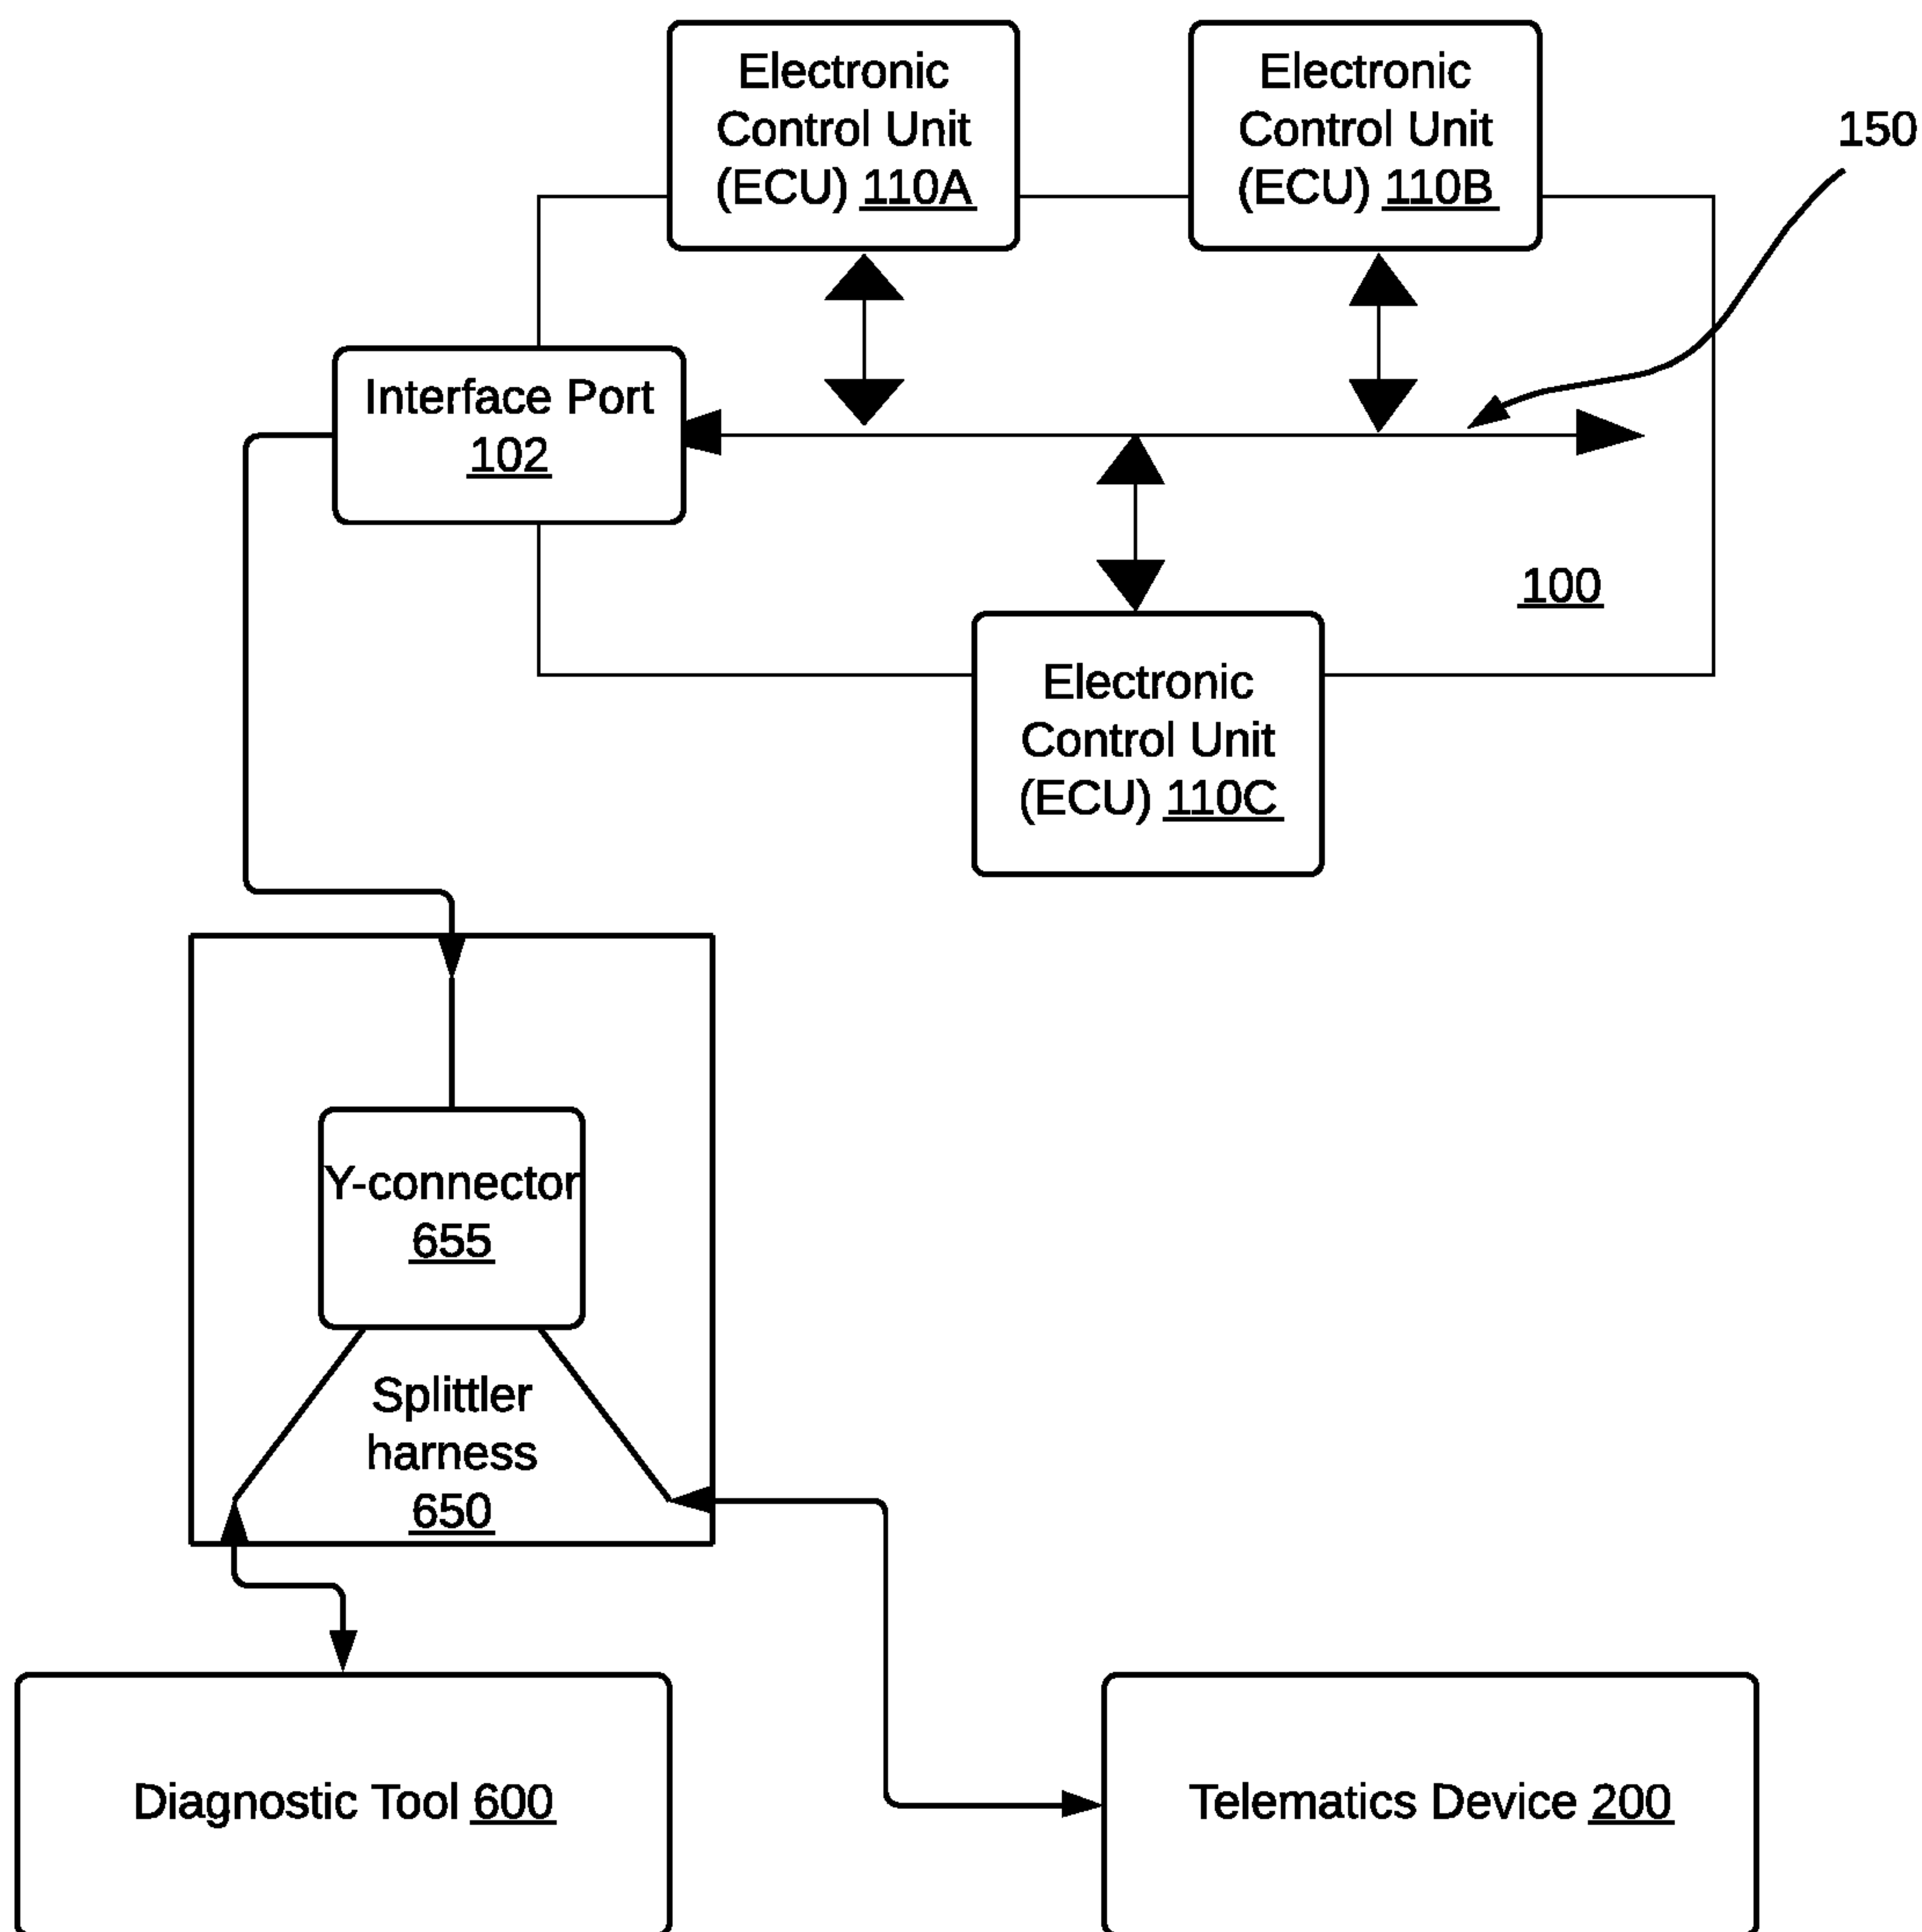 Electronic
Control Unit
(ECU) 110A
Electronic
Control Unit
(ECU) 110B
150
Interface Port
102
100
Electronic
Control Unit
(ECU) 110C
Y-connector
655
Splittler
harness
650
Diagnostic Tool 600
Telematics Device 200